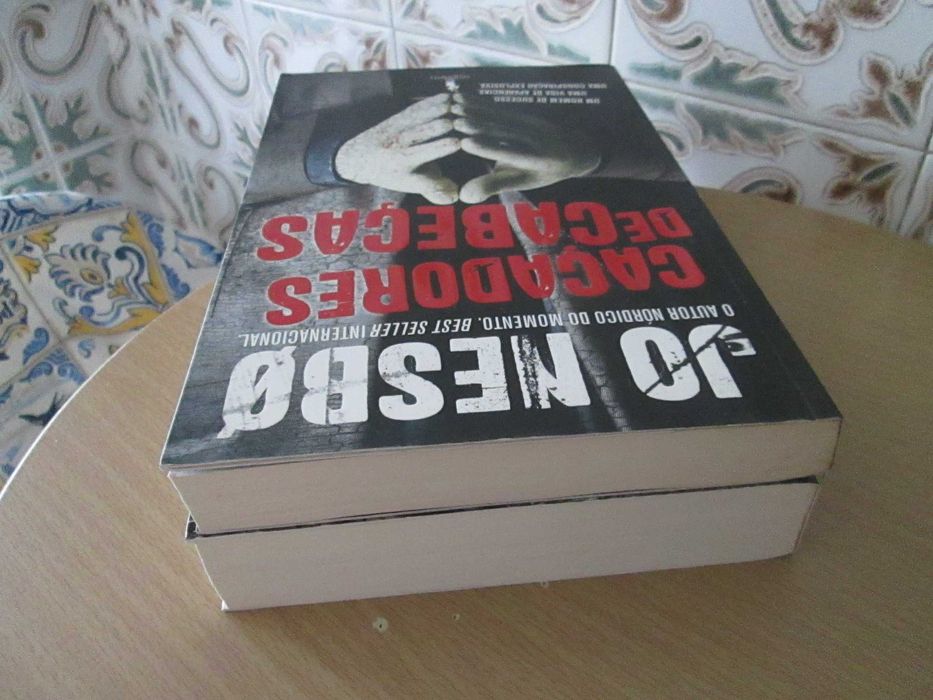 JO NESBØ
O AUTOR NÓRDICO DO MOMENTO. BEST SELLER INTERNACIONAL.
CAÇADORES
DE CABEÇAS
UM HOMEM DE SUCESSO.
UMA VIDA DE APARÊNCIAS.
UMA CONSPIRAÇÃO EXPLOSIVA.